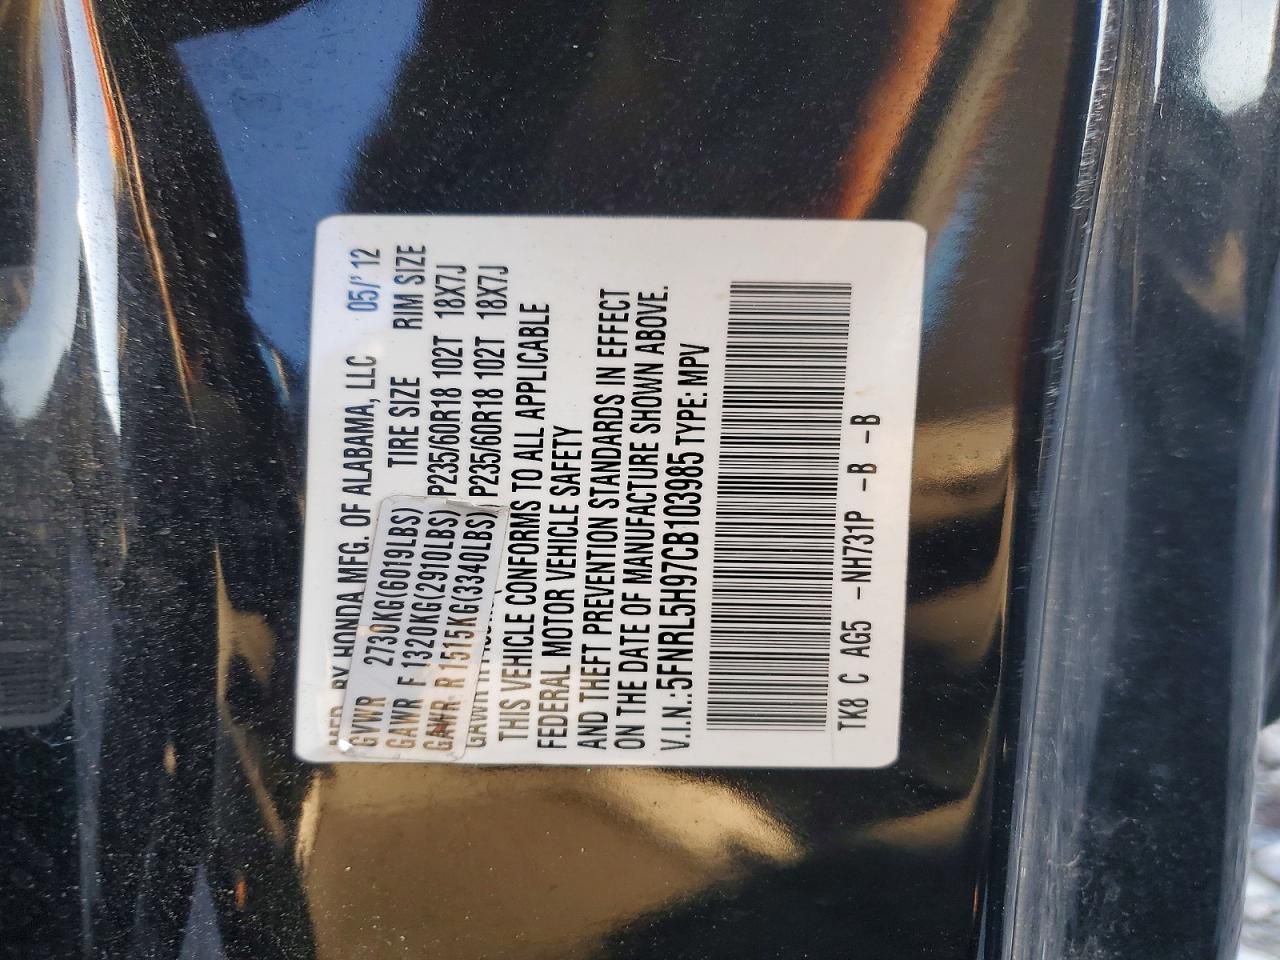 MFD BY HONDA MFG. OF ALABAMA, LLC 05/'12
TIRE SIZE RIM SIZE
GVWR 2730KG(6019LBS)
GAWR F 1320KG(2910LBS) P235/60R18 102T 18X7J
GAWR R 1515KG(3340LBS) P235/60R18 102T 18X7J
GAWR
THIS VEHICLE CONFORMS TO ALL APPLICABLE
FEDERAL MOTOR VEHICLE SAFETY
AND THEFT PREVENTION STANDARDS IN EFFECT
ON THE DATE OF MANUFACTURE SHOWN ABOVE.
V.I.N.:5FNRL5H97CB103985 TYPE: MPV
TK8 C AG5 -NH731P -B -B